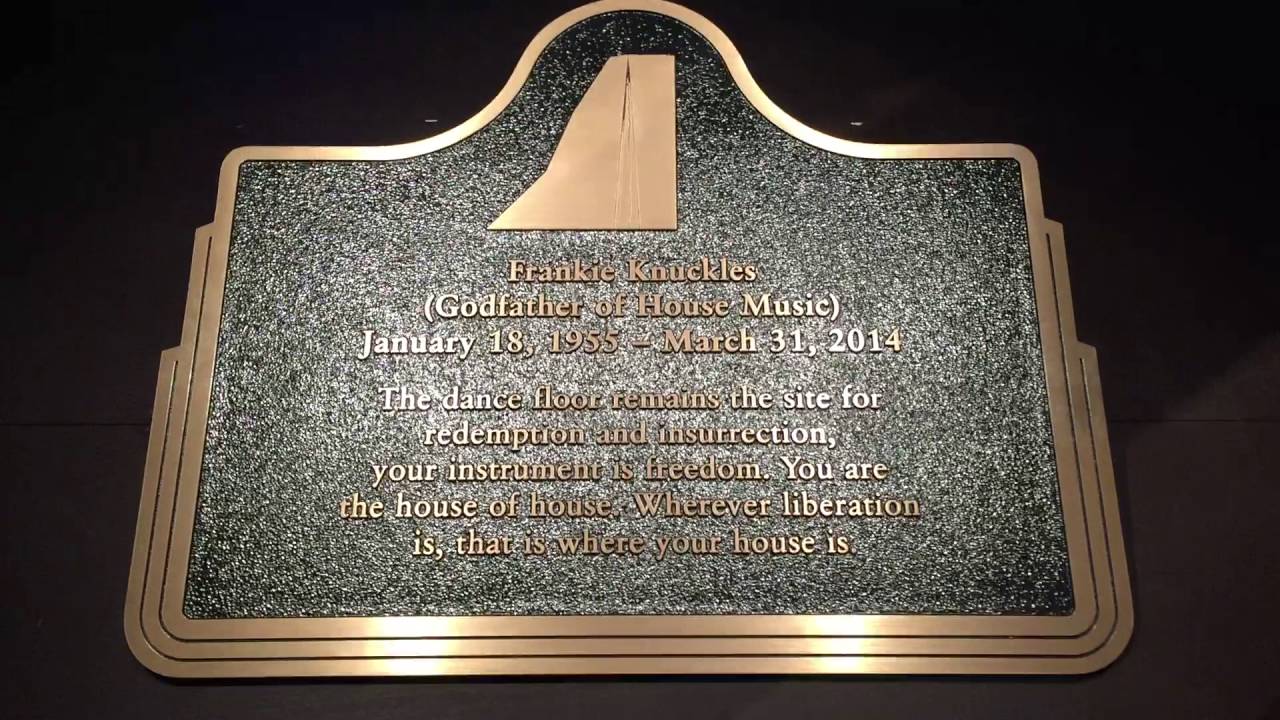 Frankie Knuckles
(Godfather of House Music)
January 18, 1955 – March 31, 2014
The dance floor remains the site for
redemption and insurrection,
your instrument is freedom. You are
the house of house. Wherever liberation
is, that is where your house is.